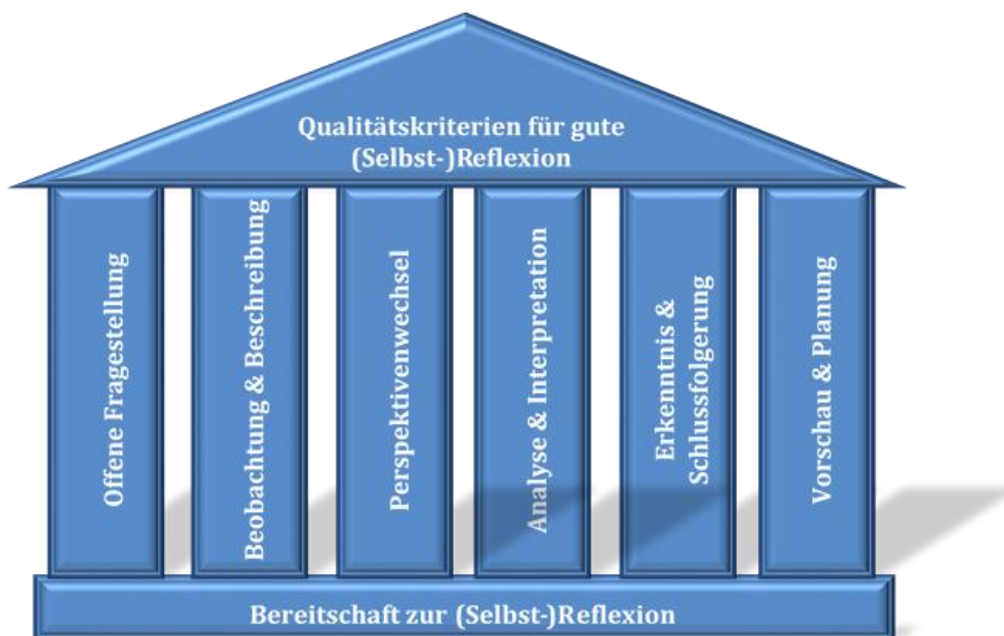 Qualitätskriterien für gute
(Selbst-)Reflexion
Offene Fragestellung
Beobachtung & Beschreibung
Perspektivenwechsel
Analyse & Interpretation
Erkenntnis &
Schlussfolgerung
Vorschau & Planung
Bereitschaft zur (Selbst-)Reflexion